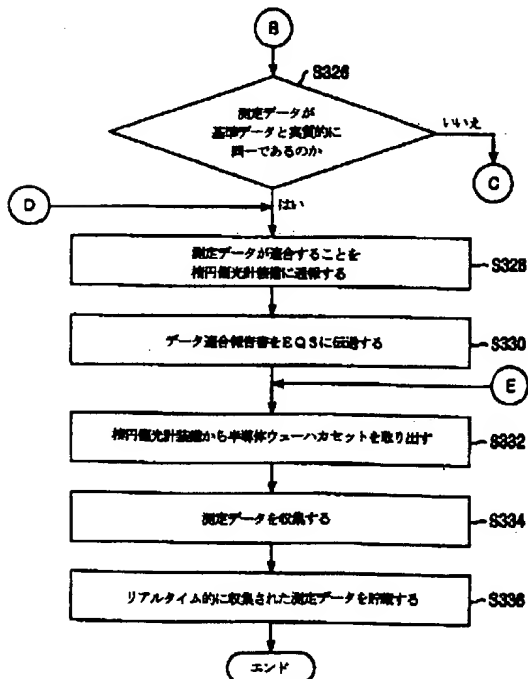 B
S326
測定データが
基準データと実質的に
同一であるのか
いいえ
C
D
はい
測定データが適合することを
楕円偏光計装備に通報する
S328
データ適合報告書をEQSに伝送する
S330
E
楕円偏光計装備から半導体ウェーハカセットを取り出す
S332
測定データを収集する
S334
リアルタイム的に収集された測定データを貯蔵する
S336
エンド